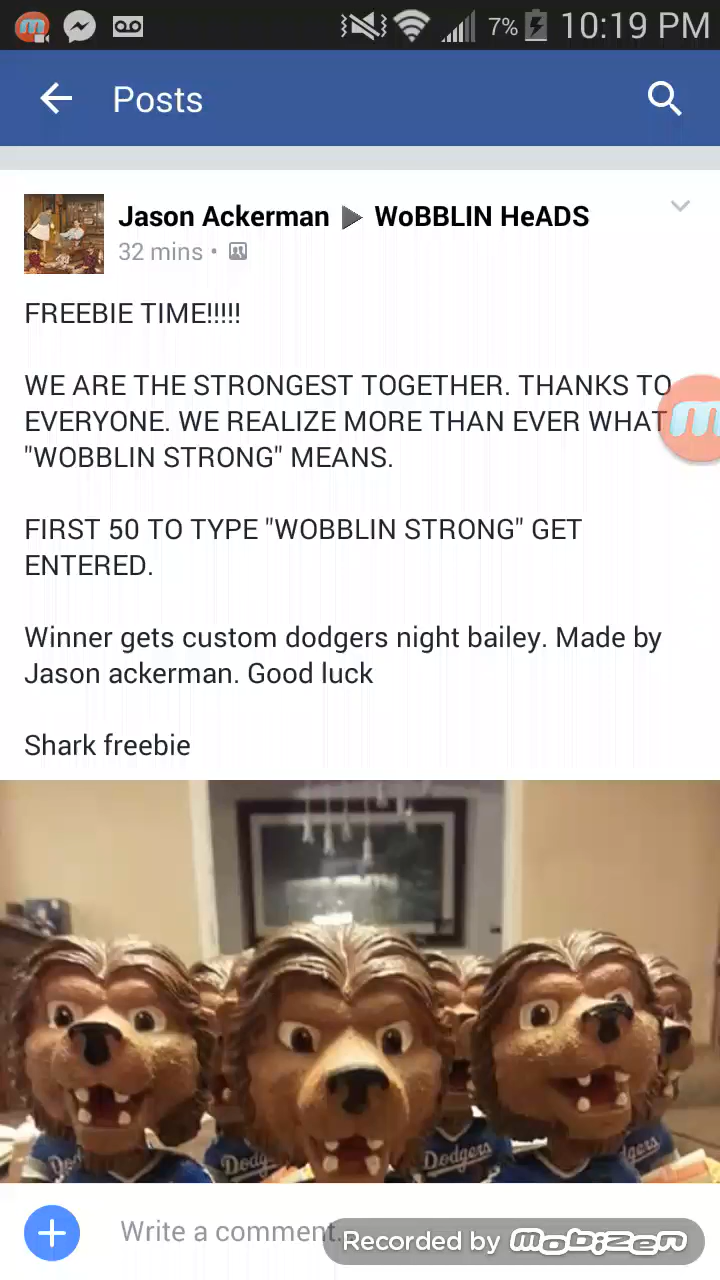 7% 10:19 PM
Posts
Jason Ackerman ▶ WoBBLIN HeADS
32 mins •
FREEBIE TIME!!!!!
WE ARE THE STRONGEST TOGETHER. THANKS TO
EVERYONE. WE REALIZE MORE THAN EVER WHAT
"WOBBLIN STRONG" MEANS.
FIRST 50 TO TYPE "WOBBLIN STRONG" GET
ENTERED.
Winner gets custom dodgers night bailey. Made by
Jason ackerman. Good luck
Shark freebie
Dodgers
Write a comment...
Recorded by mobizen